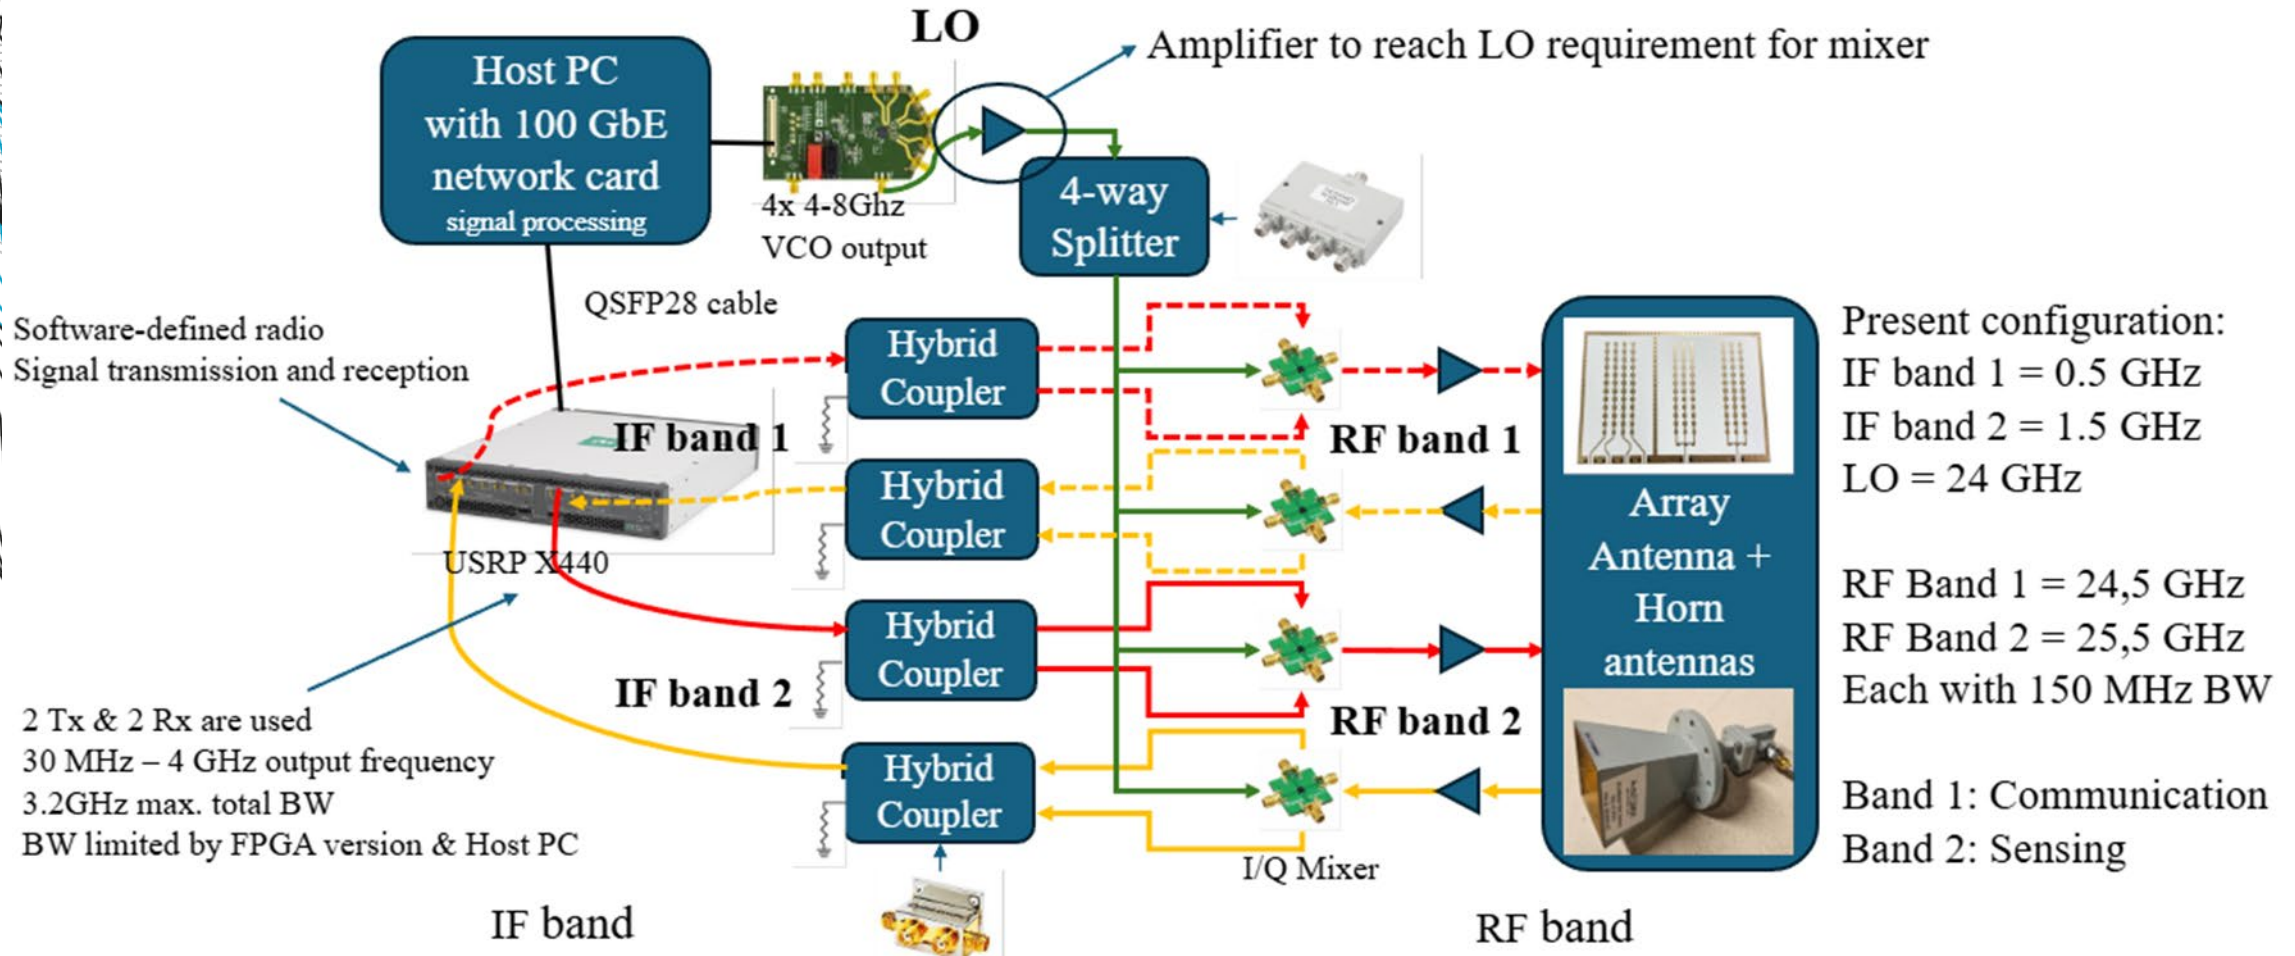 LO
Amplifier to reach LO requirement for mixer
Host PC
with 100 GbE
network card
signal processing
4x 4-8Ghz
VCO output
4-way
Splitter
QSFP28 cable
Software-defined radio
Signal transmission and reception
Hybrid
Coupler
IF band 1
RF band 1
Hybrid
Coupler
USRP X440
Hybrid
Coupler
IF band 2
RF band 2
Hybrid
Coupler
I/Q Mixer
2 Tx & 2 Rx are used
30 MHz – 4 GHz output frequency
3.2GHz max. total BW
BW limited by FPGA version & Host PC
IF band
RF band
Array
Antenna +
Horn
antennas
Present configuration:
IF band 1 = 0.5 GHz
IF band 2 = 1.5 GHz
LO = 24 GHz
RF Band 1 = 24,5 GHz
RF Band 2 = 25,5 GHz
Each with 150 MHz BW
Band 1: Communication
Band 2: Sensing